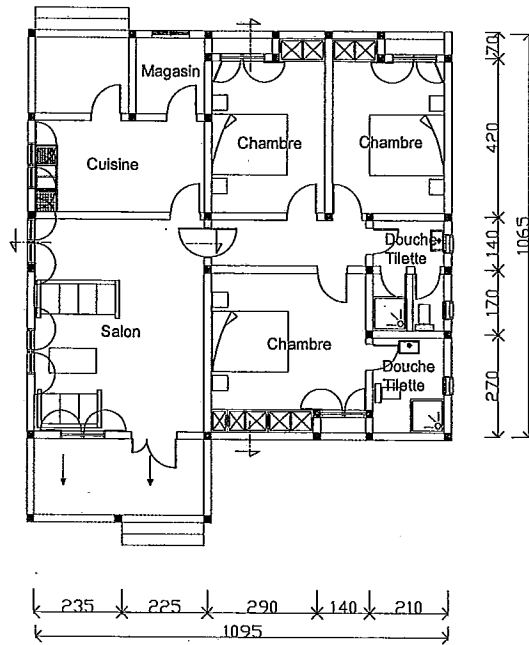 Magasin
Chambre
Chambre
Cuisine
Douche
Tilette
Salon
Chambre
Douche
Tilette
70
420
140
170
270
1065
235
225
290
140
210
1095